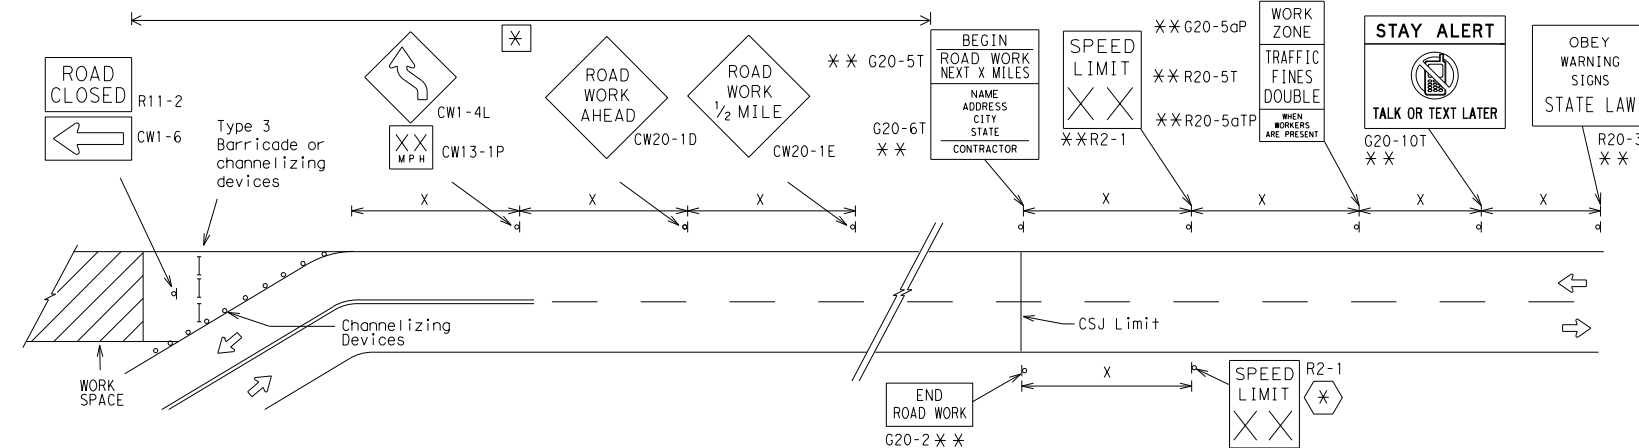 ROAD
CLOSED
R11-2
CW1-6
Type 3
Barricade or
channelizing
devices
CW1-4L
XX
MPH
CW13-1P
*
ROAD
WORK
AHEAD
CW20-1D
ROAD
WORK
1/2 MILE
CW20-1E
** G20-5T
G20-6T
**
BEGIN
ROAD WORK
NEXT X MILES
NAME
ADDRESS
CITY
STATE
CONTRACTOR
SPEED
LIMIT
XX
**R2-1
**G20-5aP
**R20-5T
**R20-5aTP
WORK
ZONE
TRAFFIC
FINES
DOUBLE
WHEN
WORKERS
ARE PRESENT
STAY ALERT
TALK OR TEXT LATER
G20-10T
**
OBEY
WARNING
SIGNS
STATE LAW
R20-3
**
X
X
X
X
X
X
X
Channelizing
Devices
WORK
SPACE
CSJ Limit
END
ROAD WORK
G20-2 **
X
SPEED
LIMIT
XX
R2-1
*